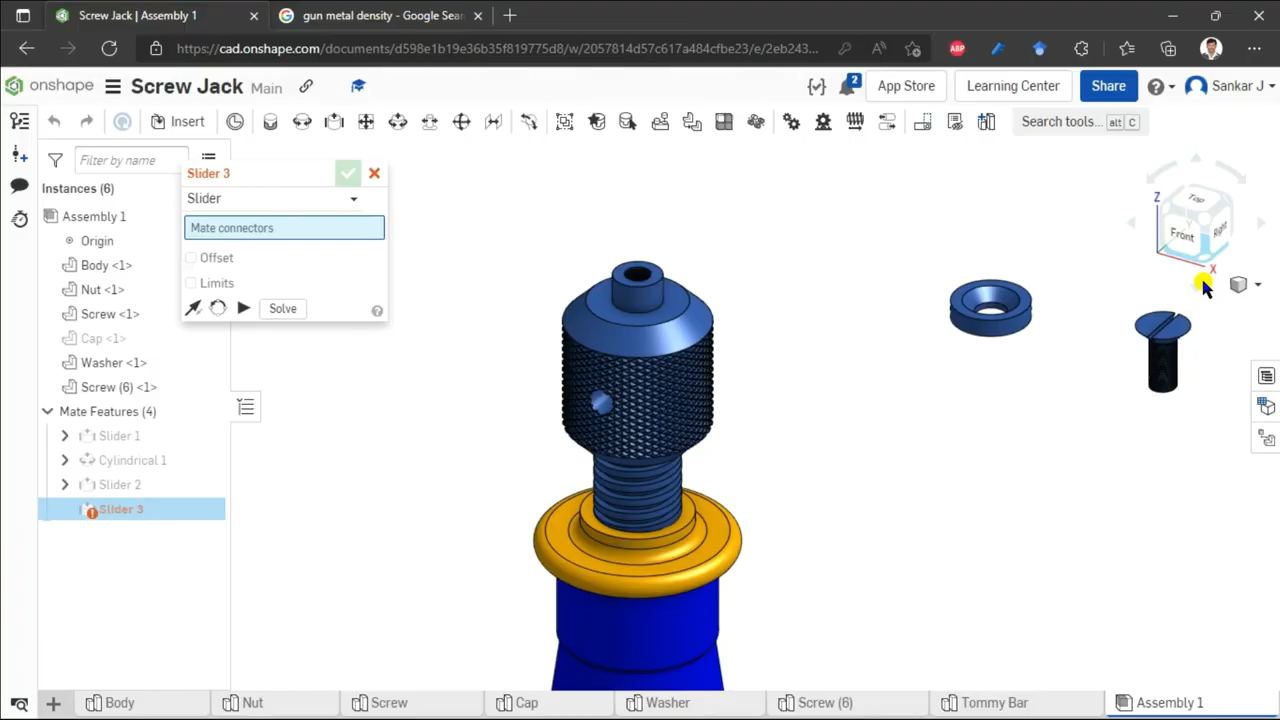 Screw Jack | Assembly 1
gun metal density - Google Sear
https://cad.onshape.com/documents/d598e1b19e36b35f819775d8/w/2057814d57c617a484cfbe23/e/2eb243...
ABP
onshape
Screw Jack Main
2
App Store
Learning Center
Share
Sankar J
Insert
Search tools... alt C
Filter by name
Instances (6)
Assembly 1
Origin
Body <1>
Nut <1>
Screw <1>
Cap <1>
Washer <1>
Screw (6) <1>
Mate Features (4)
Slider 1
Cylindrical 1
Slider 2
Slider 3
Slider 3
Slider
Mate connectors
Offset
Limits
Solve
Z
Top
Front
Right
X
Body
Nut
Screw
Cap
Washer
Screw (6)
Tommy Bar
Assembly 1